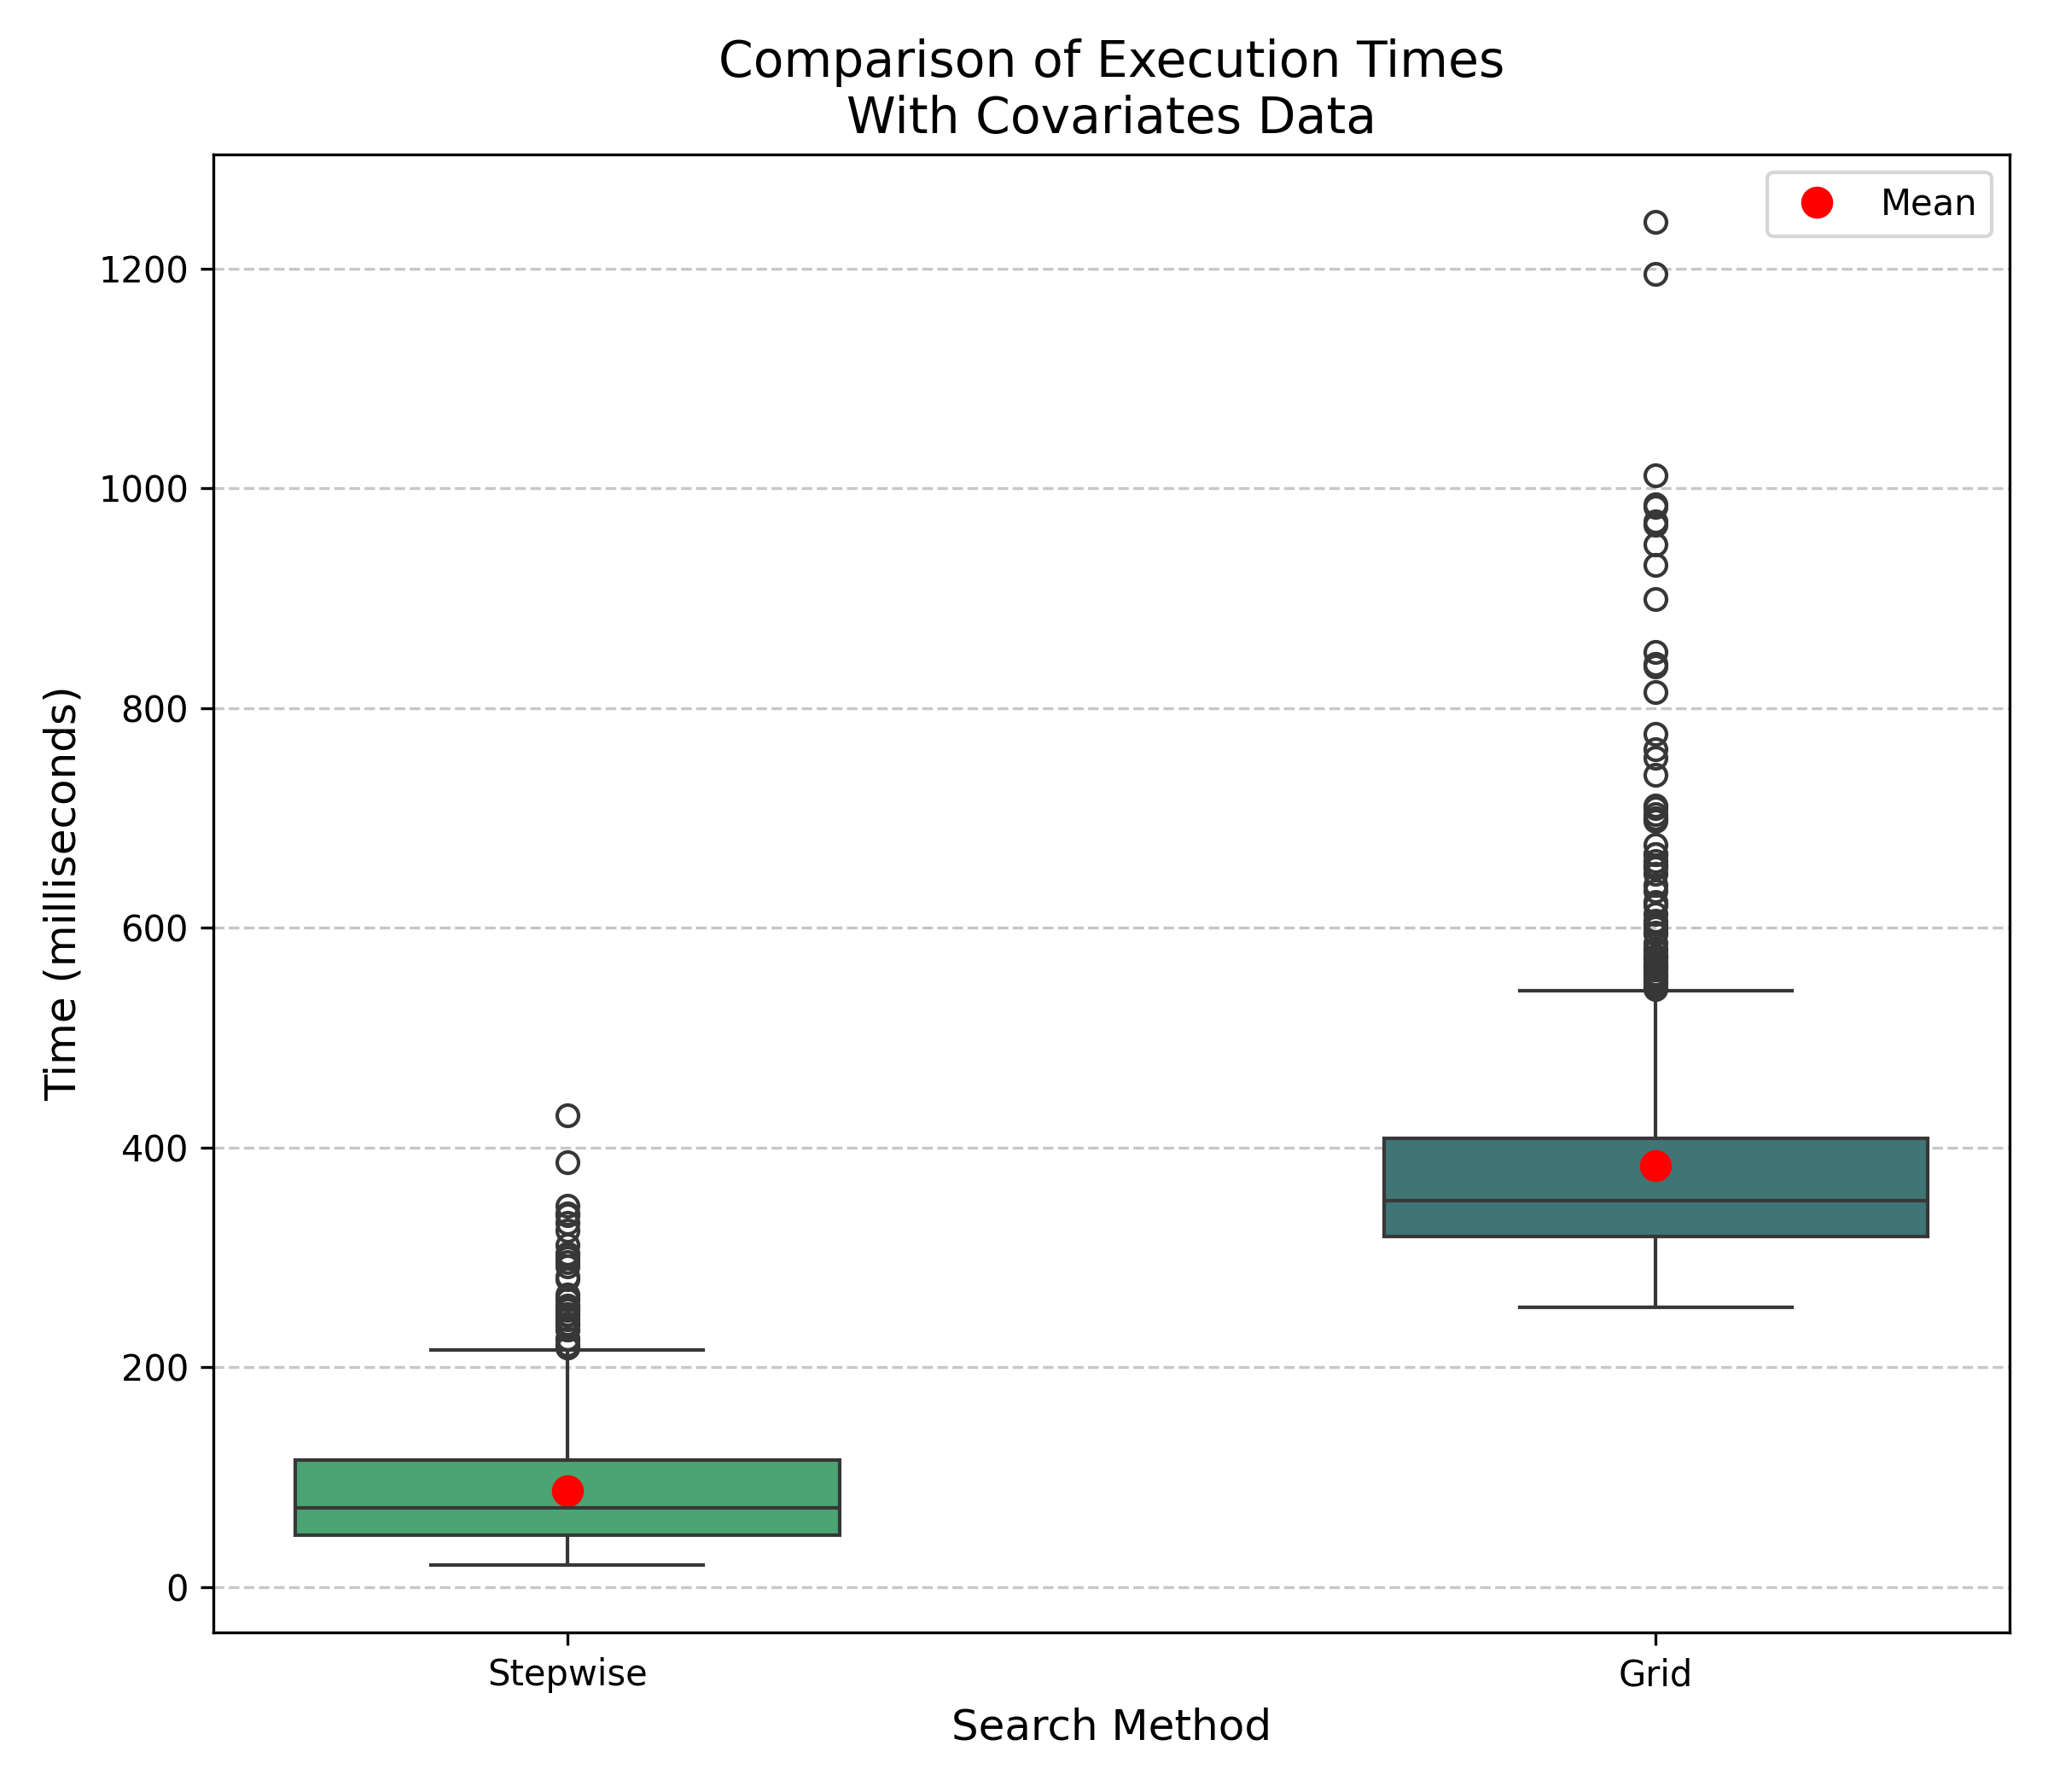 Comparison of Execution Times
With Covariates Data
Mean
1200
1000
800
600
400
200
0
Time (milliseconds)
Stepwise
Grid
Search Method